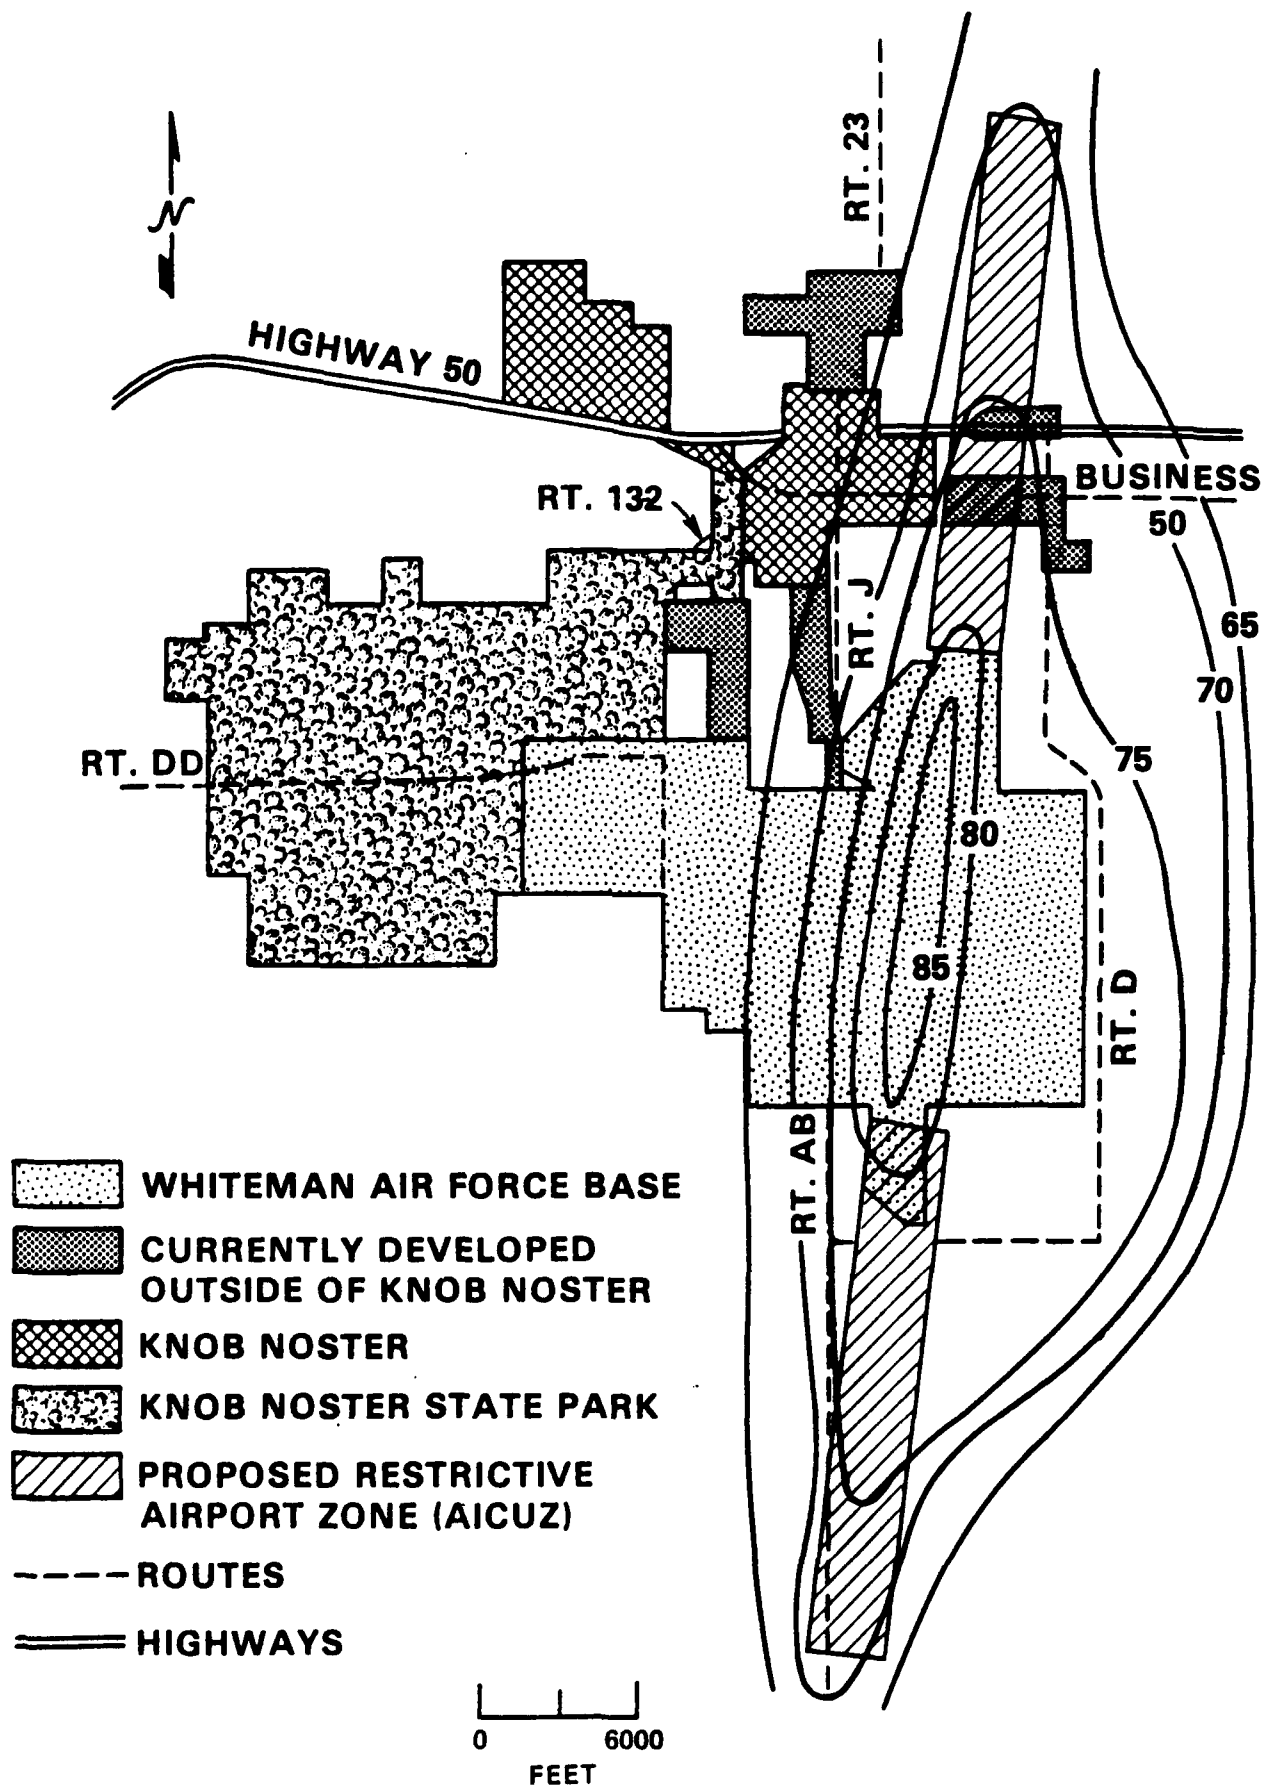 RT. 23
N
HIGHWAY 50
BUSINESS
50
RT. 132
65
RT. J
70
RT. DD
75
80
85
RT. D
RT. AB
WHITEMAN AIR FORCE BASE
CURRENTLY DEVELOPED
OUTSIDE OF KNOB NOSTER
KNOB NOSTER
KNOB NOSTER STATE PARK
PROPOSED RESTRICTIVE
AIRPORT ZONE (AICUZ)
ROUTES
HIGHWAYS
0 6000
FEET